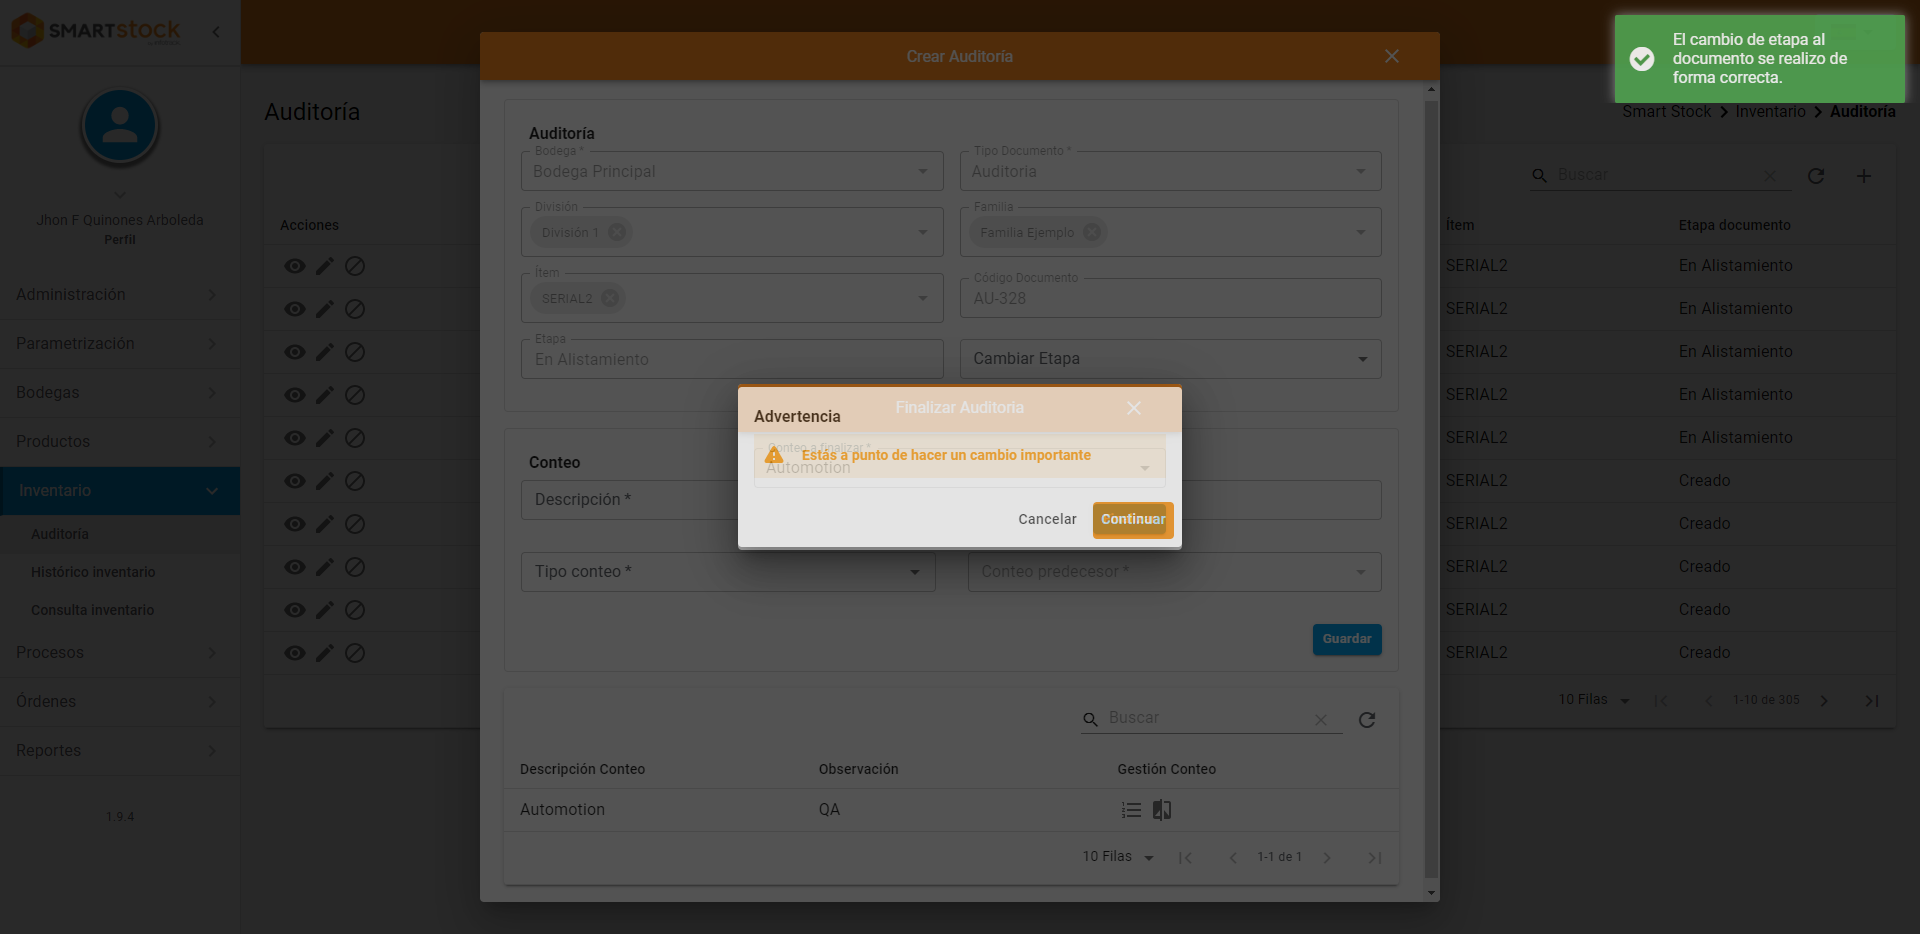 SMARTSTOCK
Jhon F Quinones Arboleda
Perfil
Administración
Parametrización
Bodegas
Productos
Inventario
Auditoría
Histórico inventario
Consulta inventario
Procesos
Órdenes
Reportes
1.9.4
Auditoría
Acciones
Crear Auditoría
El cambio de etapa al
documento se realizo de
forma correcta.
Smart Stock > Inventario > Auditoría
Buscar
Ítem Etapa documento
SERIAL2 En Alistamiento
SERIAL2 En Alistamiento
SERIAL2 En Alistamiento
SERIAL2 En Alistamiento
SERIAL2 En Alistamiento
SERIAL2 Creado
SERIAL2 Creado
SERIAL2 Creado
SERIAL2 Creado
SERIAL2 Creado
10 Filas 1-10 de 305
Auditoría
Bodega * Tipo Documento *
Bodega Principal Auditoria
División Familia
División 1 Familia Ejemplo
Ítem Código Documento
SERIAL2 AU-328
Etapa
En Alistamiento Cambiar Etapa
Finalizar Auditoria
Advertencia
Conteo a finalizar *
Estás a punto de hacer un cambio importante
Automotion
Cancelar Continuar
Conteo
Descripción *
Tipo conteo * Conteo predecesor *
Guardar
Buscar
Descripción Conteo Observación Gestión Conteo
Automotion QA
10 Filas 1-1 de 1